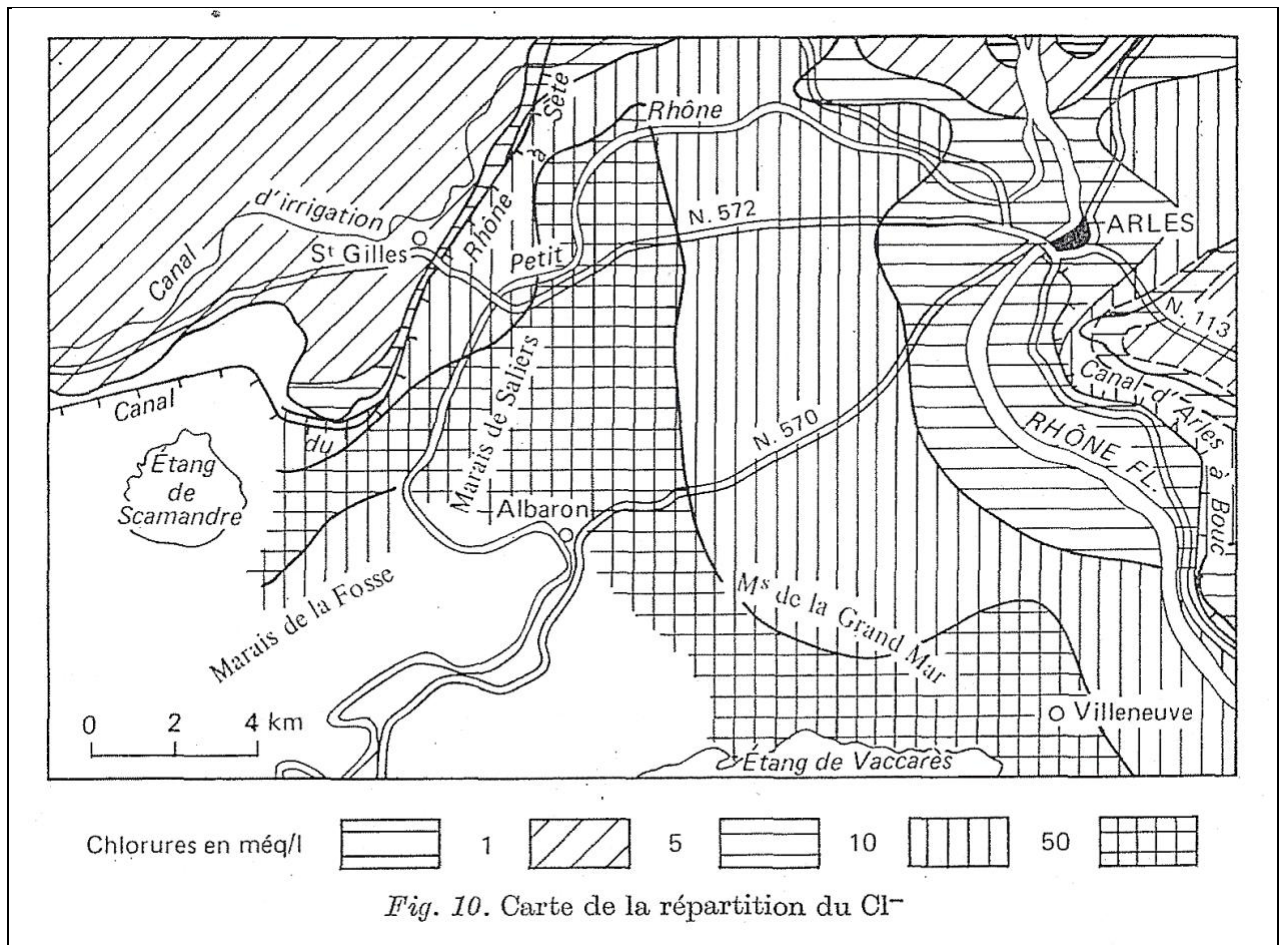 Rhône
à Sète
Rhône
d'irrigation
Canal
St Gilles
Petit
N. 572
ARLES
N. 113
Canal
du
Marais de Saliers
Canal d'Arles
à Bouc
N. 570
RHÔNE FL.
Étang
de
Scamandre
Albaron
Marais de la Fosse
Ms de la Grand Mar
0 2 4 km
Villeneuve
Étang de Vaccarès
Chlorures en méq/l 1 5 10 50
Fig. 10. Carte de la répartition du Cl⁻